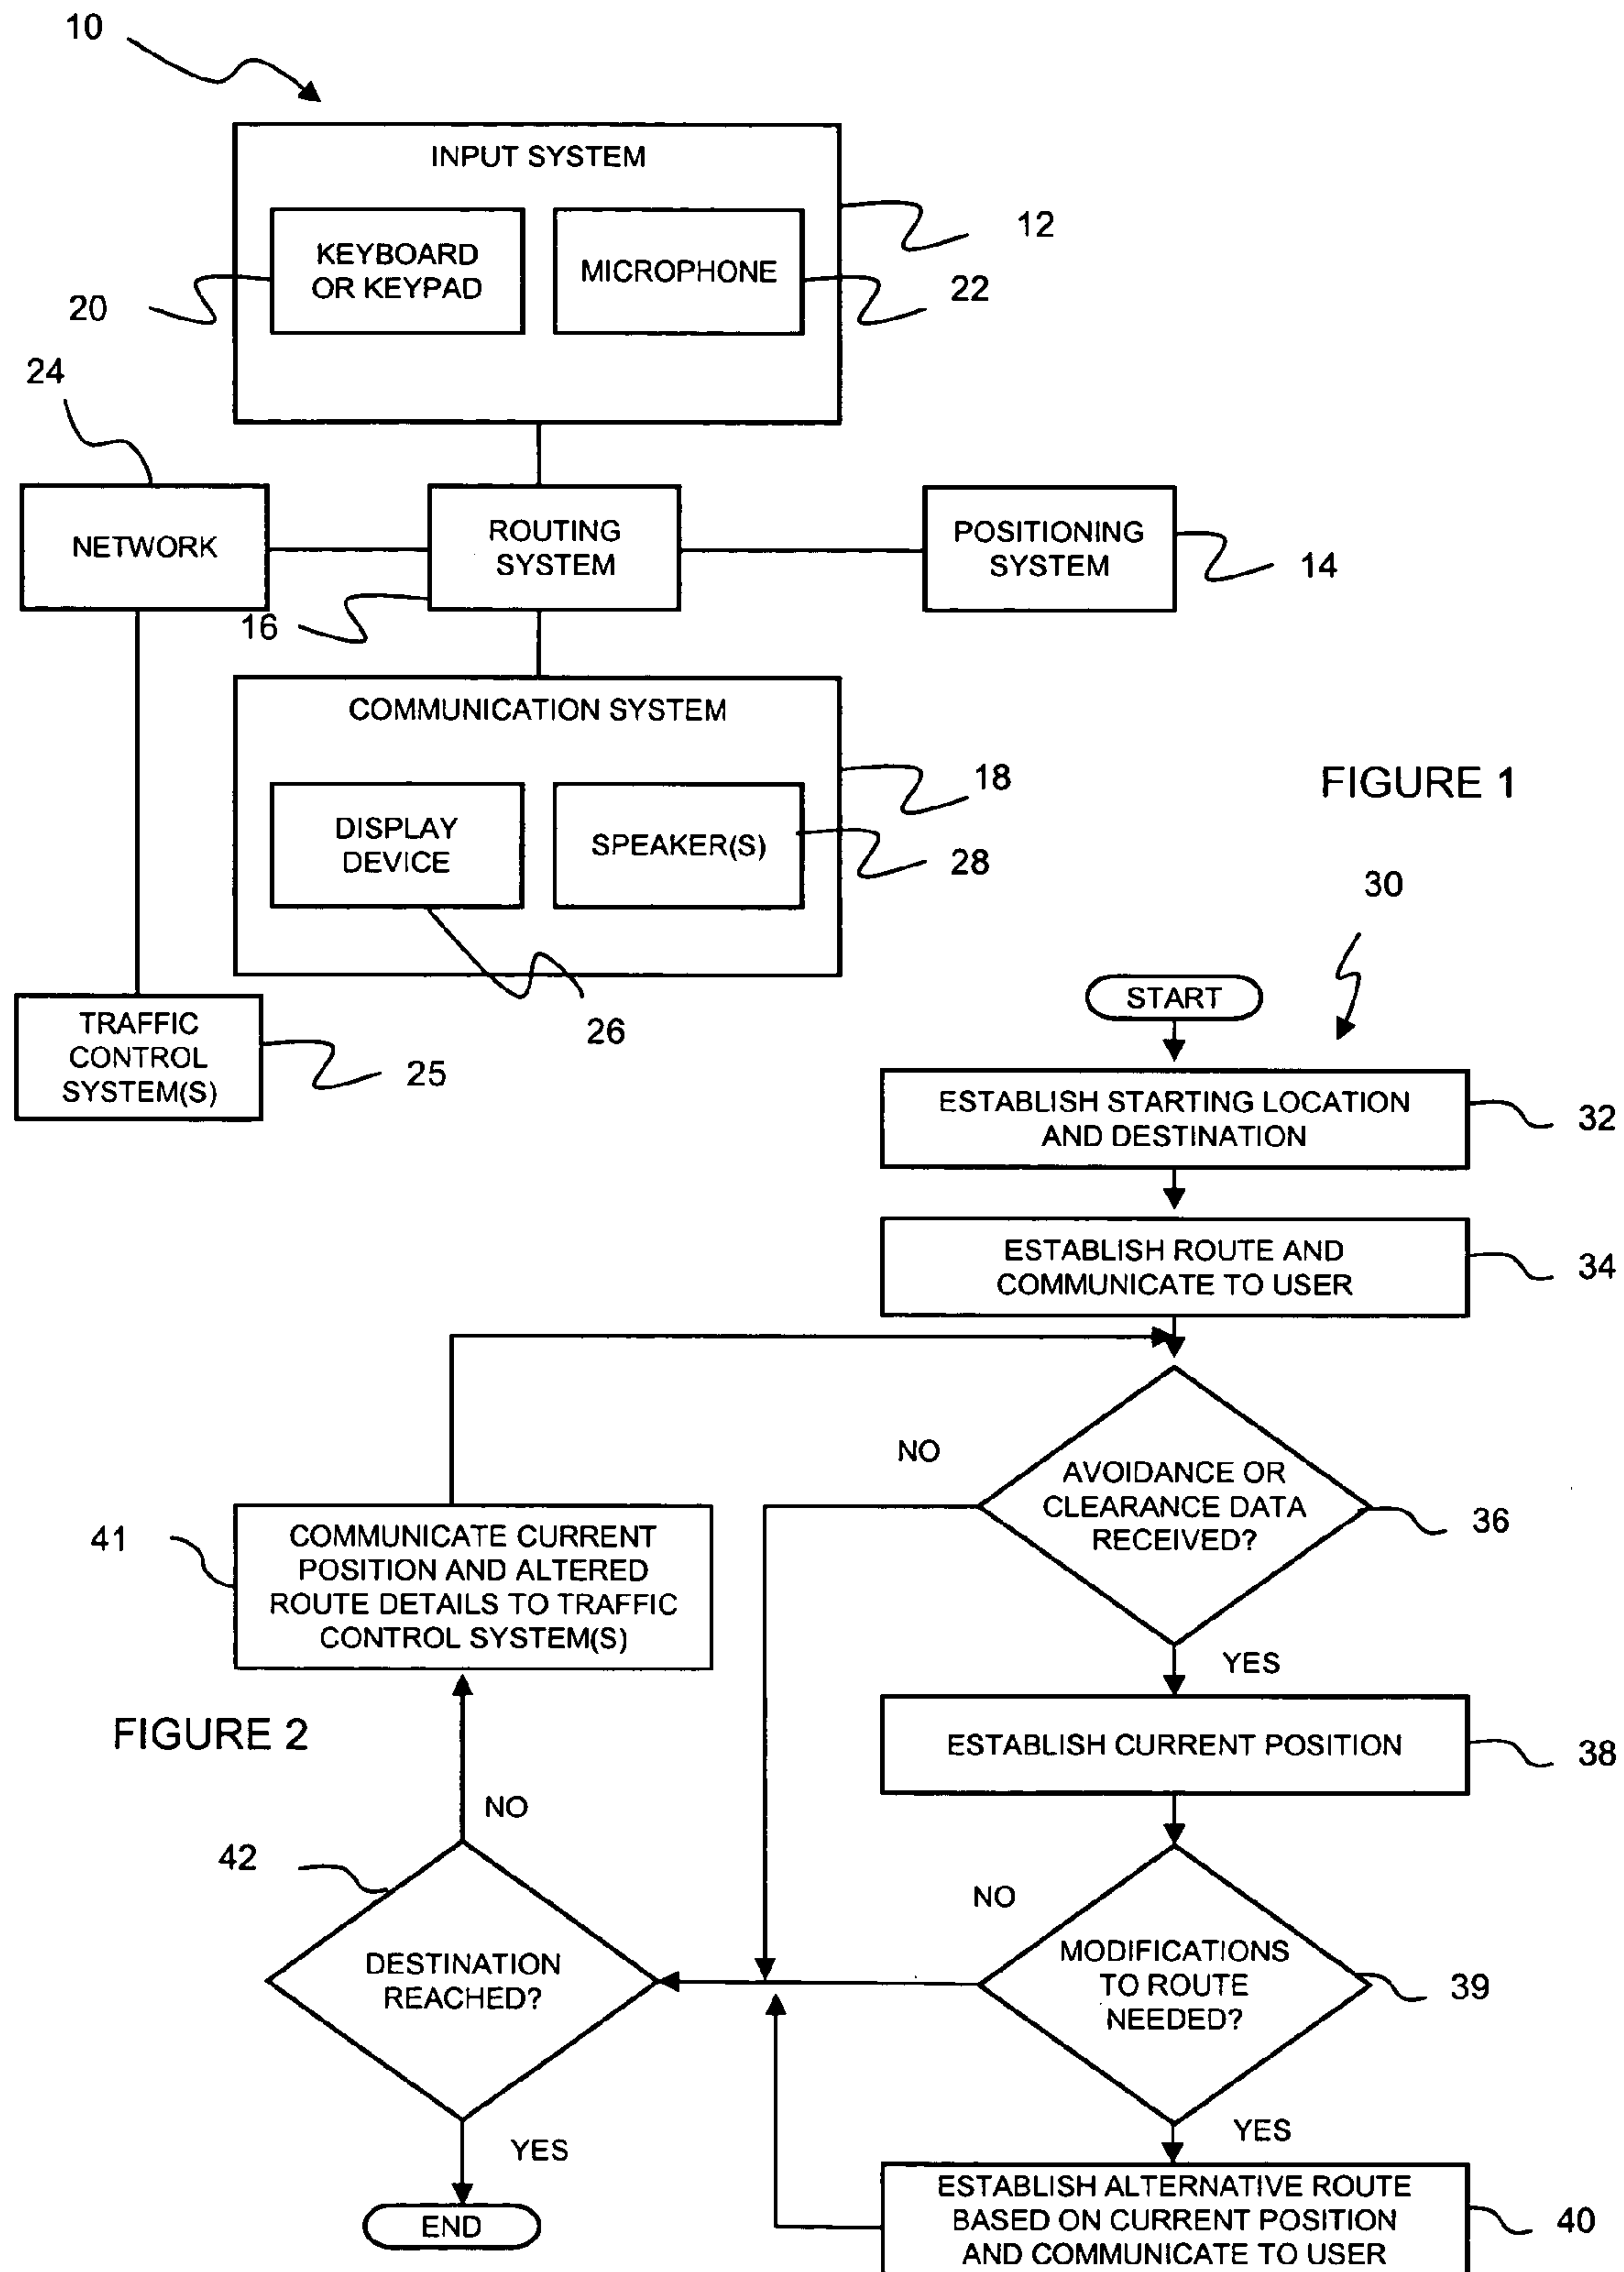 10
INPUT SYSTEM
12
KEYBOARD
OR KEYPAD
MICROPHONE
20
22
24
NETWORK
ROUTING
SYSTEM
POSITIONING
SYSTEM
14
16
COMMUNICATION SYSTEM
18
DISPLAY
DEVICE
SPEAKER(S)
28
26
TRAFFIC
CONTROL
SYSTEM(S)
25
FIGURE 1
30
START
ESTABLISH STARTING LOCATION
AND DESTINATION
32
ESTABLISH ROUTE AND
COMMUNICATE TO USER
34
NO
AVOIDANCE OR
CLEARANCE DATA
RECEIVED?
36
YES
41
COMMUNICATE CURRENT
POSITION AND ALTERED
ROUTE DETAILS TO TRAFFIC
CONTROL SYSTEM(S)
ESTABLISH CURRENT POSITION
38
FIGURE 2
NO
42
DESTINATION
REACHED?
NO
MODIFICATIONS
TO ROUTE
NEEDED?
39
YES
YES
END
ESTABLISH ALTERNATIVE ROUTE
BASED ON CURRENT POSITION
AND COMMUNICATE TO USER
40